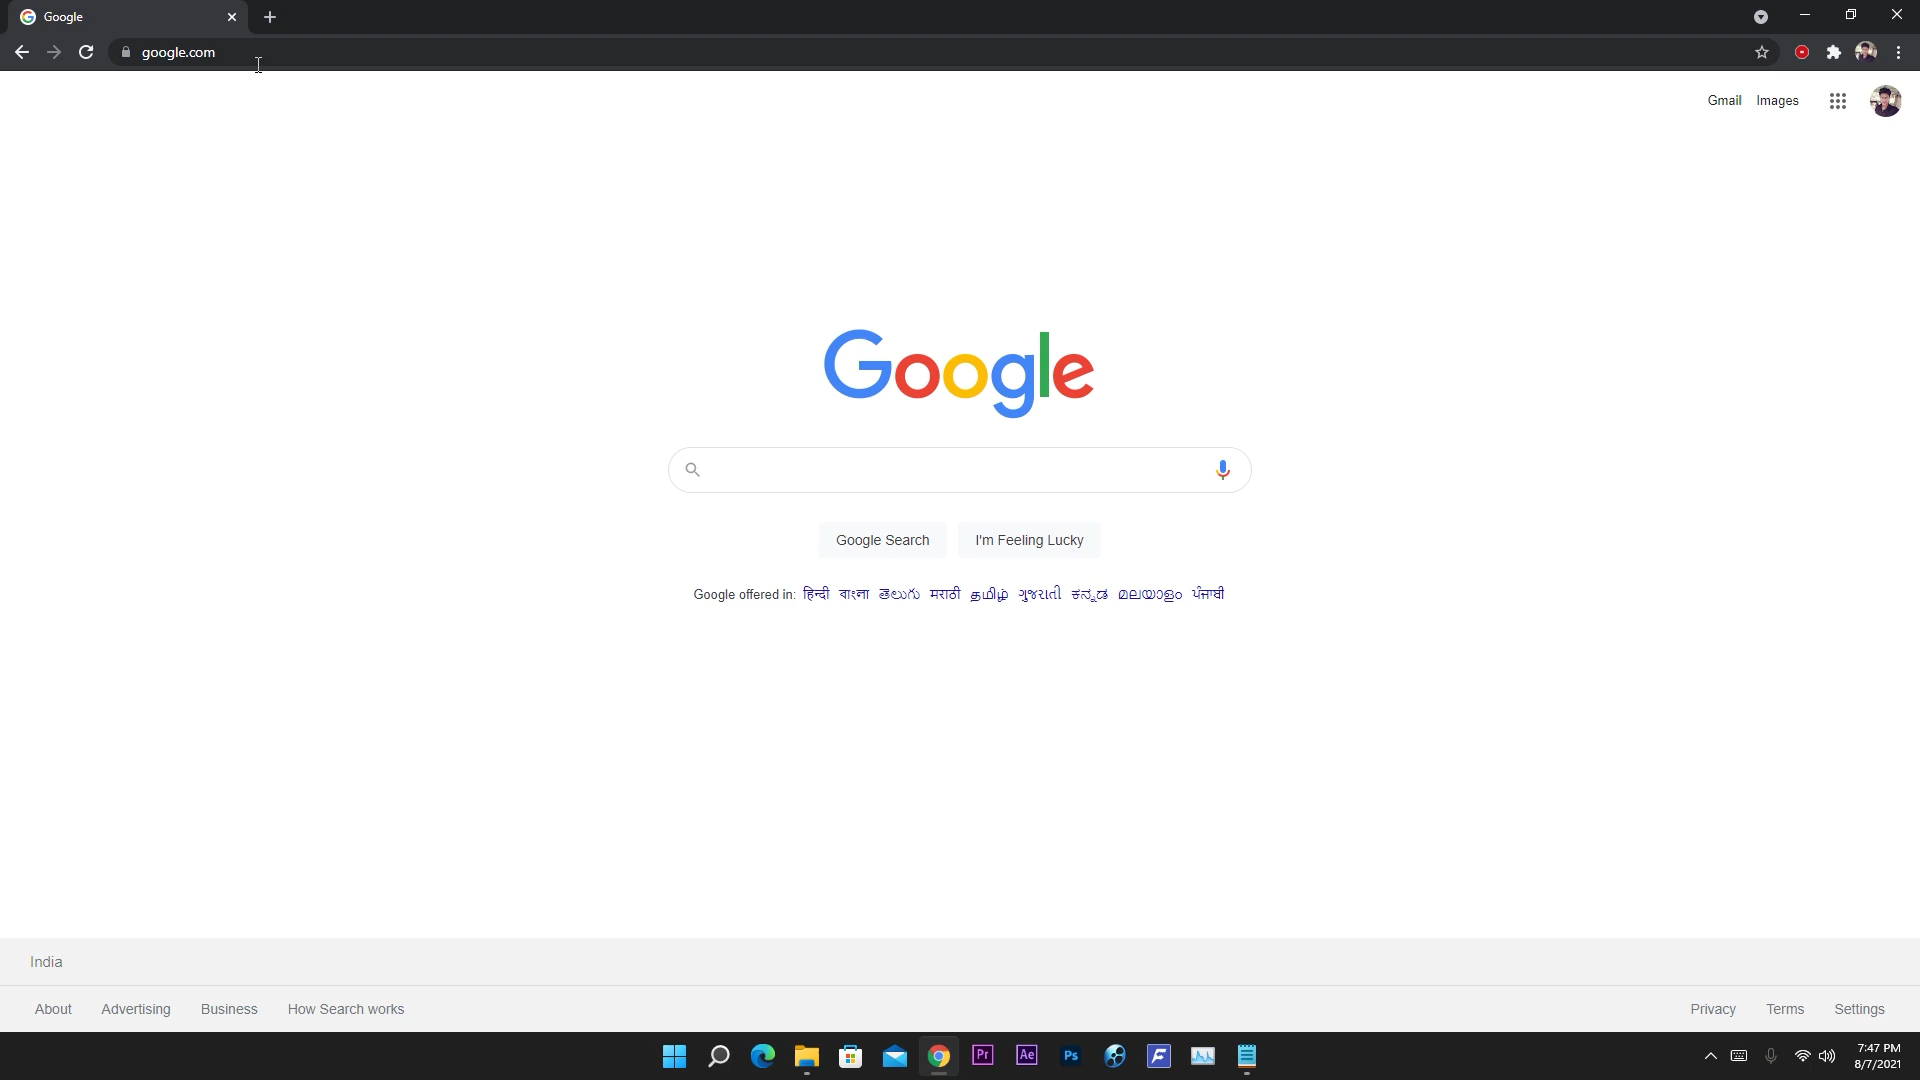 Google
google.com
Gmail Images
Google
Google Search I'm Feeling Lucky
Google offered in: हिन्दी বাংলা తెలుగు मराठी தமிழ் ગુજરાતી ಕನ್ನಡ മലയാളം ਪੰਜਾਬੀ
India
About Advertising Business How Search works Privacy Terms Settings
Pr Ae Ps F
7:47 PM
8/7/2021